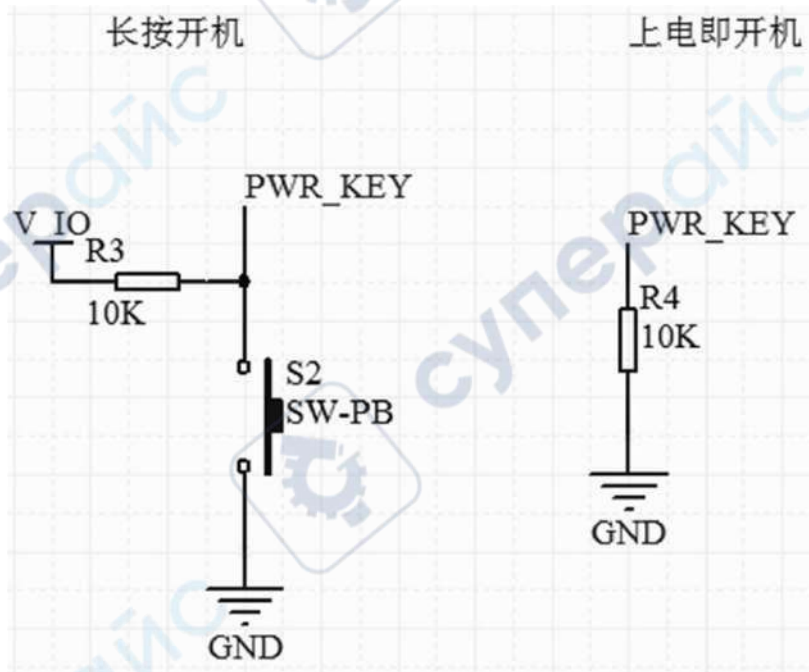 长按开机
上电即开机
PWR_KEY
V_IO
R3
10K
S2
SW-PB
GND
PWR_KEY
R4
10K
GND
суперайс